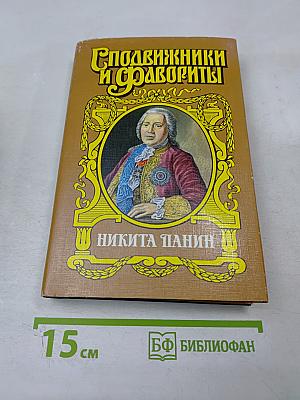 Сподвижники
и Фавориты
НИКИТА ПАНИН
15 см
БФ БИБЛИОФАН